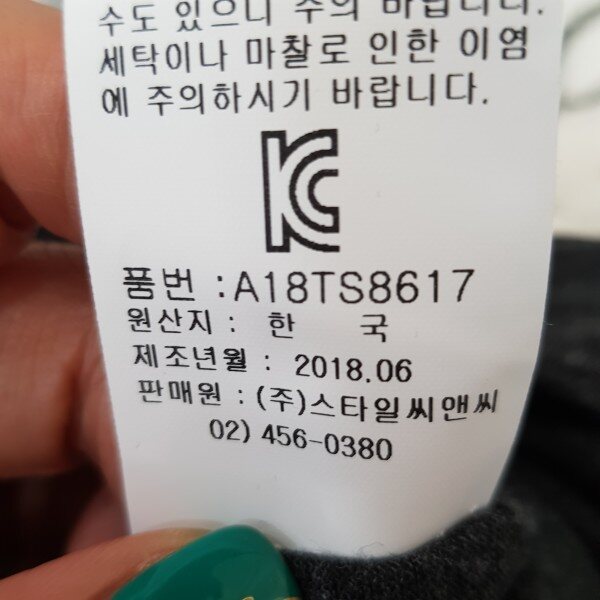 수도 있으니 주의 바랍니다.
세탁이나 마찰로 인한 이염
에 주의하시기 바랍니다.
KC
품번 : A18TS8617
원산지 : 한 국
제조년월 : 2018.06
판매원 : (주)스타일씨앤씨
02) 456-0380